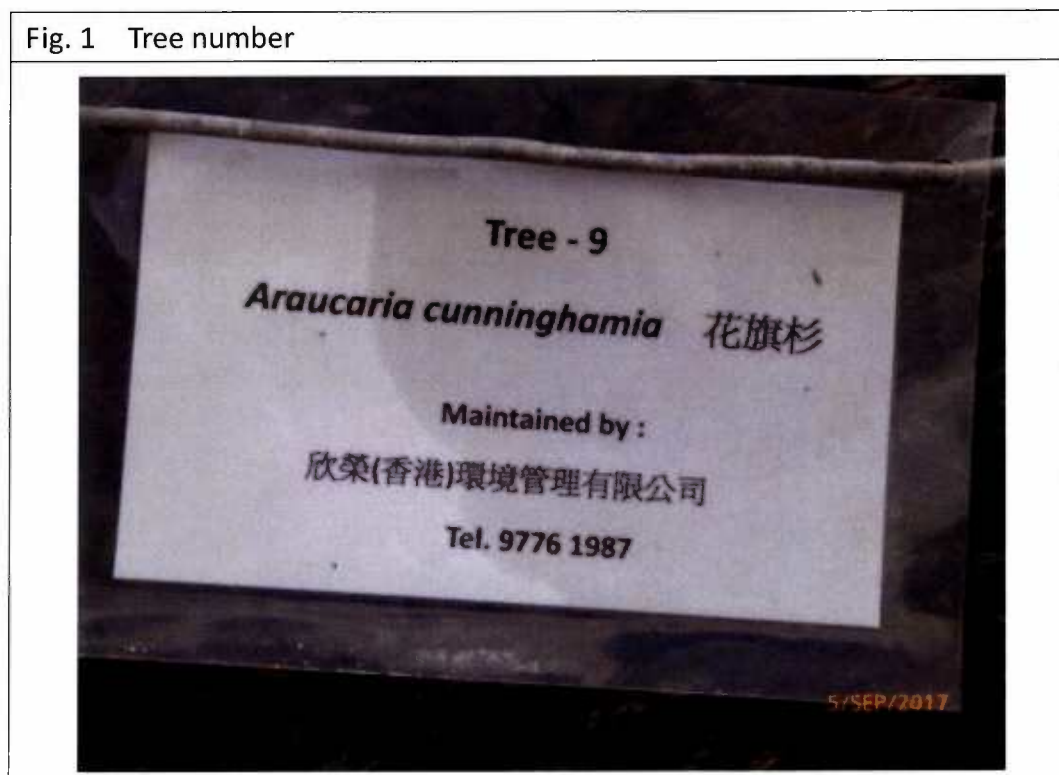 Fig. 1 Tree number
Tree - 9
Araucaria cunninghamia 花旗杉
Maintained by :
欣榮(香港)環境管理有限公司
Tel. 9776 1987
5/SEP/2017